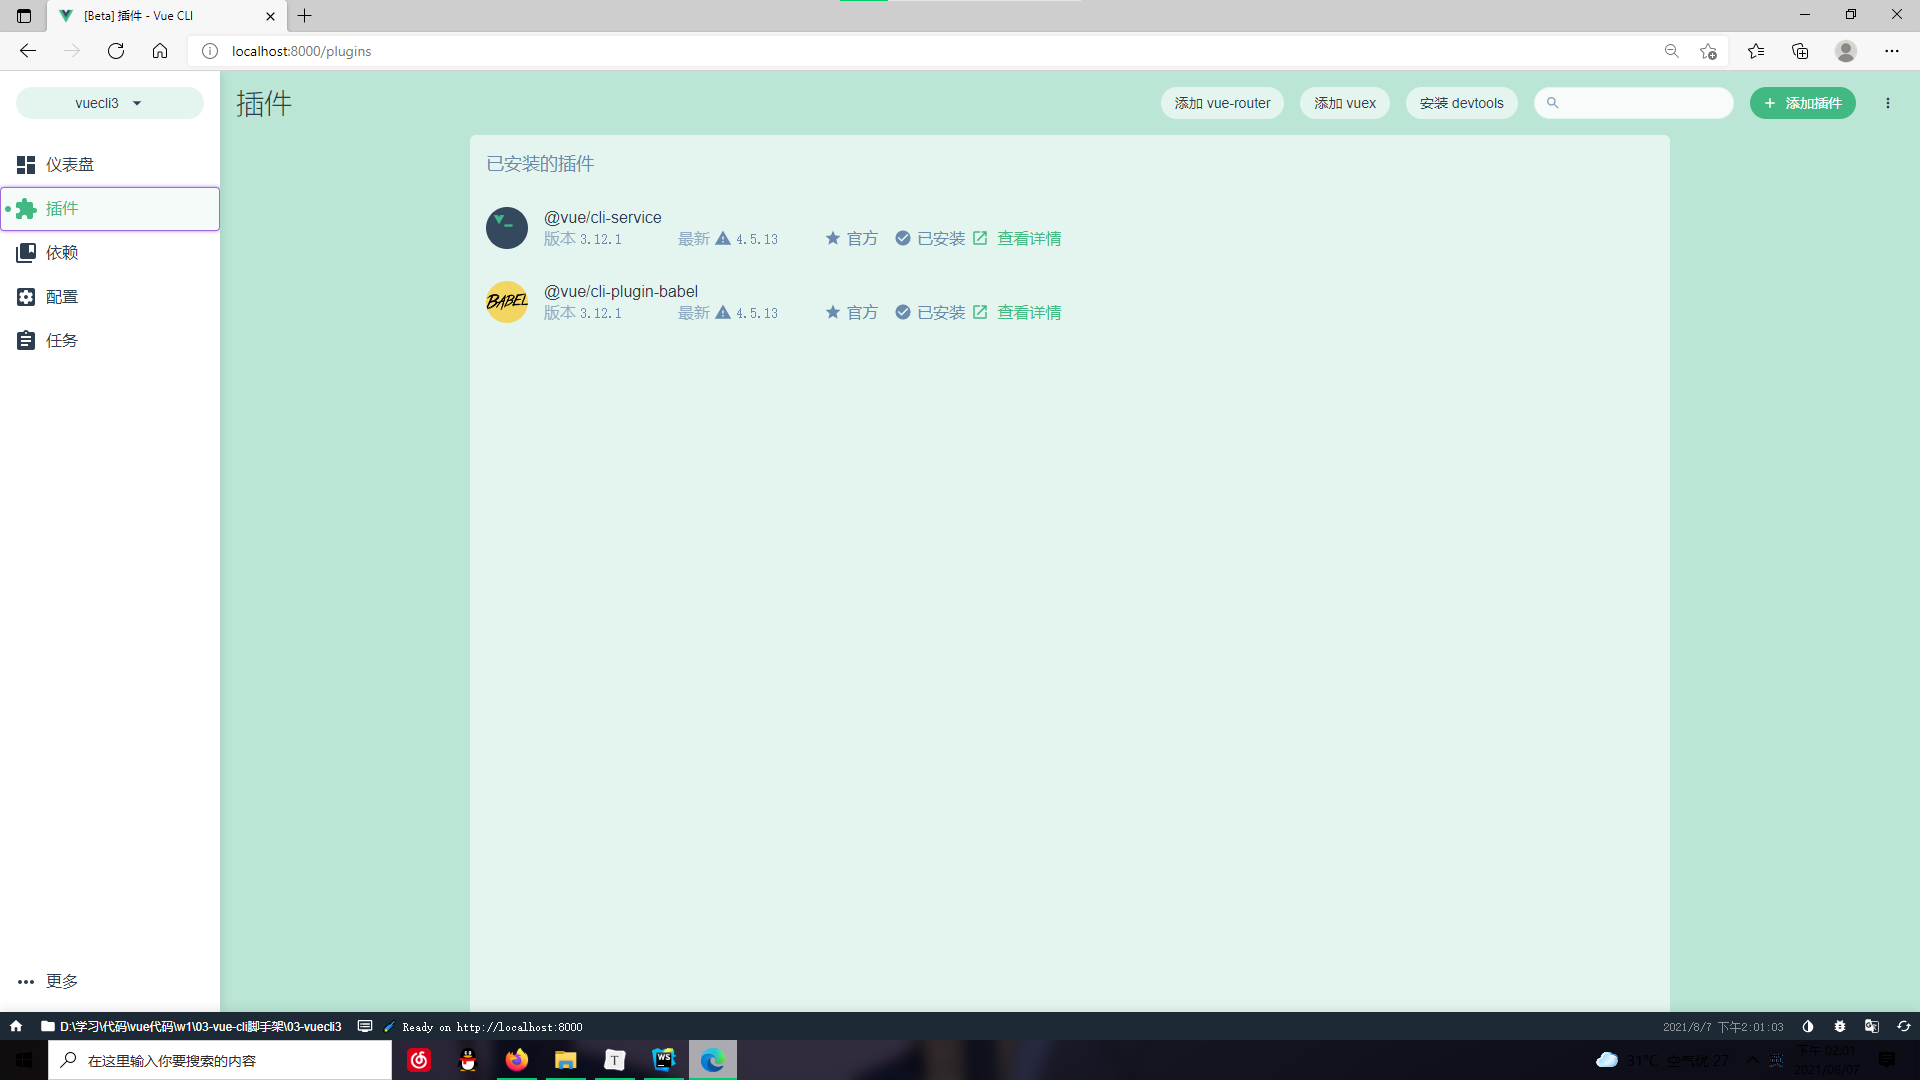 [Beta] 插件 - Vue CLI
localhost:8000/plugins
vuecli3
插件
添加 vue-router
添加 vuex
安装 devtools
添加插件
仪表盘
插件
依赖
配置
任务
更多
已安装的插件
@vue/cli-service
版本 3.12.1 最新 4.5.13 官方 已安装 查看详情
BABEL
@vue/cli-plugin-babel
版本 3.12.1 最新 4.5.13 官方 已安装 查看详情
D:\学习\代码\vue代码\w1\03-vue-cli脚手架\03-vuecli3
Ready on http://localhost:8000
2021/8/7 下午2:01:03
在这里输入你要搜索的内容
T
WS
31°C 空气优 27
英
下午 02:01
2021/08/07